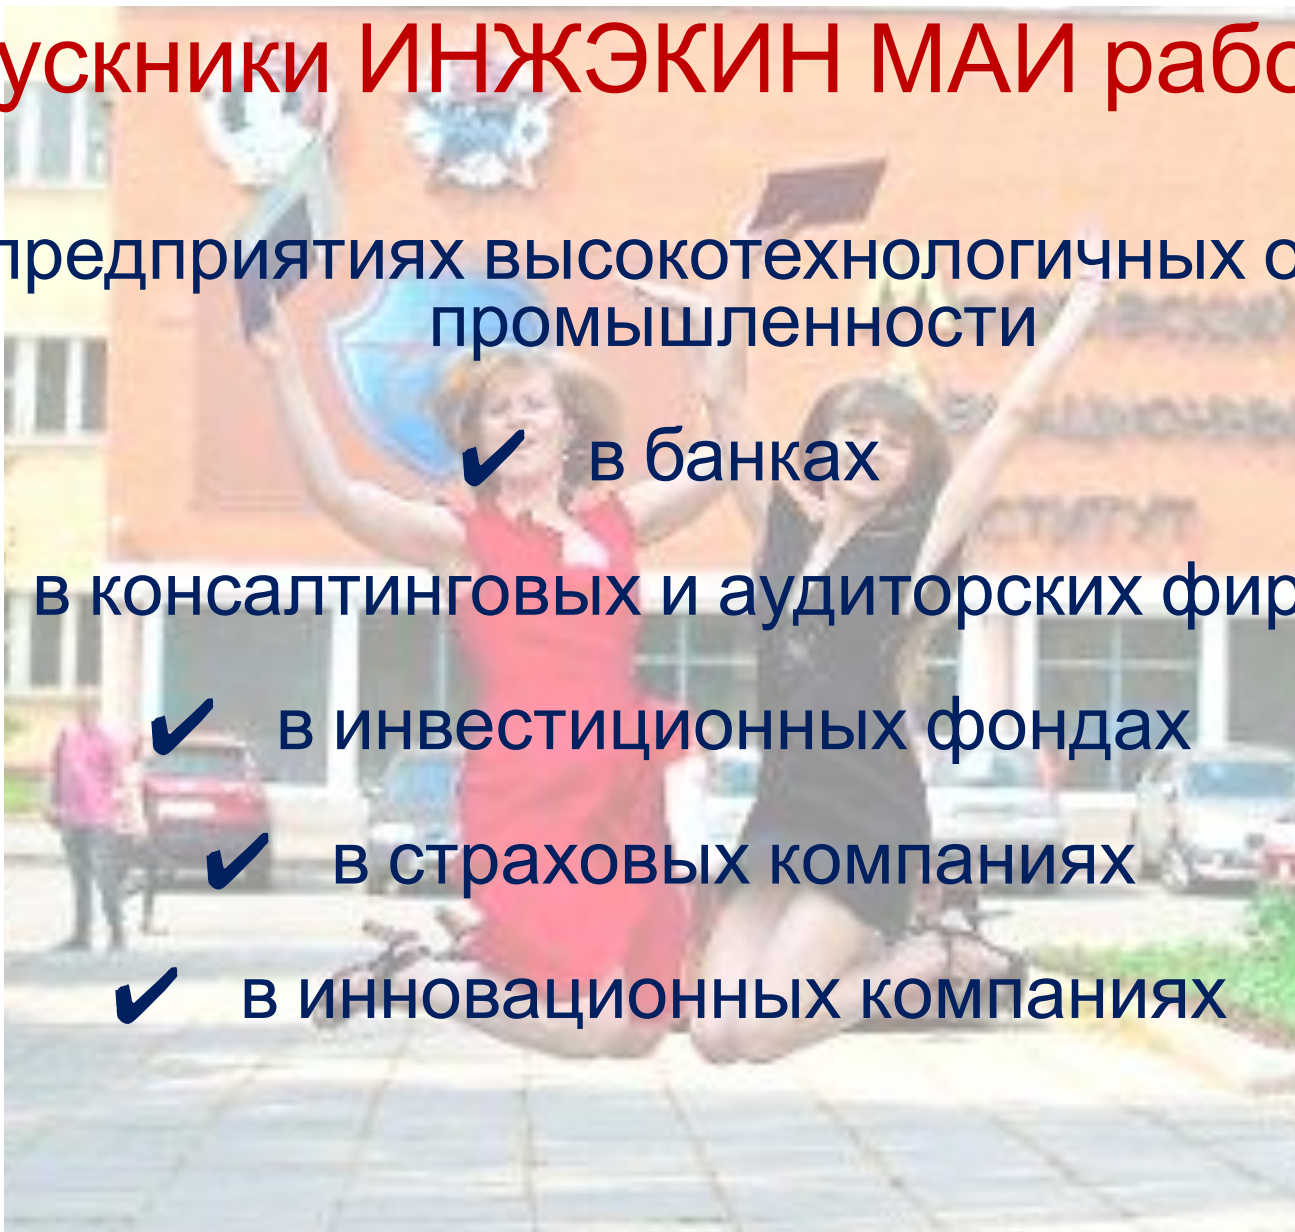 ускники ИНЖЭКИН МАИ рабо
предприятиях высокотехнологичных о
промышленности
✔ в банках
в консалтинговых и аудиторских фир
✔ в инвестиционных фондах
✔ в страховых компаниях
✔ в инновационных компаниях